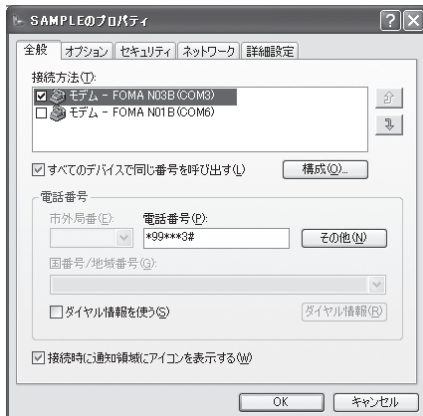 SAMPLEのプロパティ
全般 オプション セキュリティ ネットワーク 詳細設定
接続方法(T):
モデム - FOMA N03B(COM3)
モデム - FOMA N01B(COM6)
すべてのデバイスで同じ番号を呼び出す(L) 構成(O)...
電話番号
市外局番(E): 電話番号(P):
*99***3# その他(N)
国番号/地域番号(G):
ダイヤル情報を使う(S) ダイヤル情報(R)
接続時に通知領域にアイコンを表示する(W)
OK キャンセル